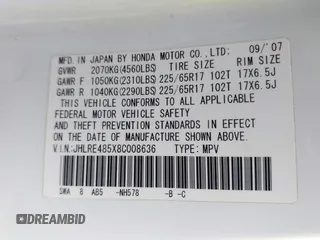 MFD. IN JAPAN BY HONDA MOTOR CO.,LTD: 09/'07
GVWR 2070KG(4560LBS) TIRE SIZE RIM SIZE
GAWR F 1050KG(2310LBS)225/65R17 102T 17X6.5J
GAWR R 1040KG(2290LBS)225/65R17 102T 17X6.5J
THIS VEHICLE CONFORMS TO ALL APPLICABLE
FEDERAL MOTOR VEHICLE SAFETY
AND THEFT PREVENTION STANDARDS IN EFFECT
ON THE DATE OF MANUFACTURE SHOWN ABOVE.
V.I.N.:JHLRE485X8C008636 TYPE: MPV
SWA 8 AB5 -NH578 -B -C
DREAMBID